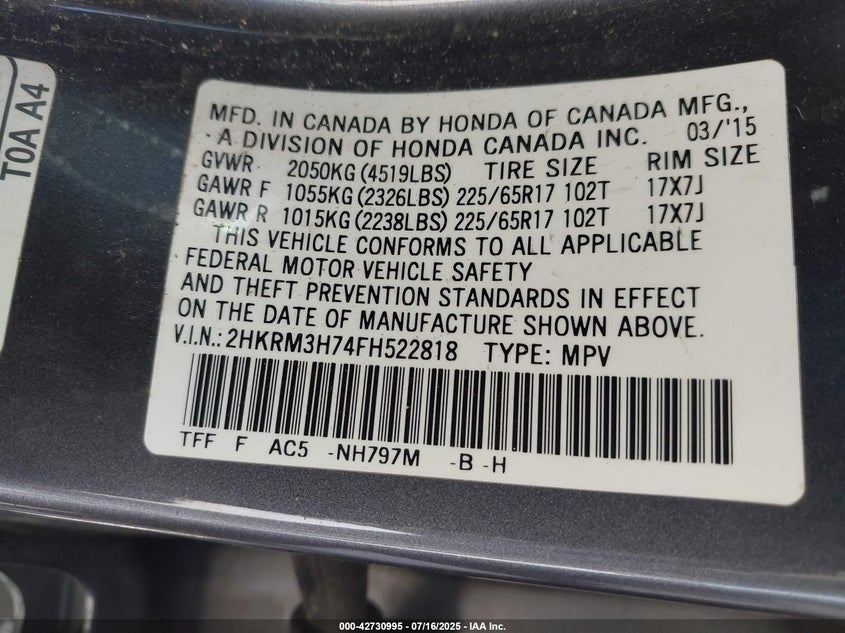 T0A A4
MFD. IN CANADA BY HONDA OF CANADA MFG.,
A DIVISION OF HONDA CANADA INC. 03/'15
GVWR 2050KG (4519LBS) TIRE SIZE RIM SIZE
GAWR F 1055KG (2326LBS) 225/65R17 102T 17X7J
GAWR R 1015KG (2238LBS) 225/65R17 102T 17X7J
THIS VEHICLE CONFORMS TO ALL APPLICABLE
FEDERAL MOTOR VEHICLE SAFETY
AND THEFT PREVENTION STANDARDS IN EFFECT
ON THE DATE OF MANUFACTURE SHOWN ABOVE.
V.I.N.: 2HKRM3H74FH522818 TYPE: MPV
TFF F AC5 -NH797M -B -H
000-42730995 - 07/16/2025 - IAA Inc.